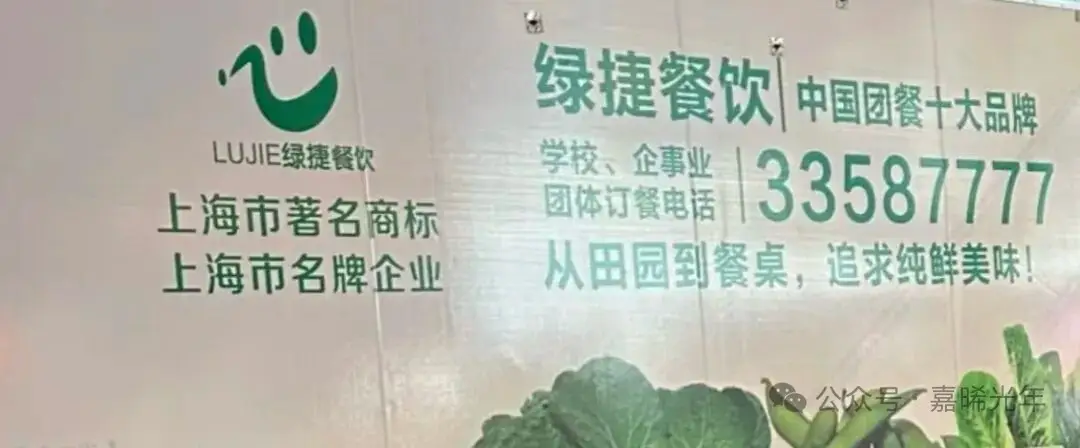 LUJIE绿捷餐饮
上海市著名商标
上海市名牌企业
绿捷餐饮
中国团餐十大品牌
学校、企事业
团体订餐电话
33587777
从田园到餐桌，追求纯鲜美味！
公众号·嘉晞光年